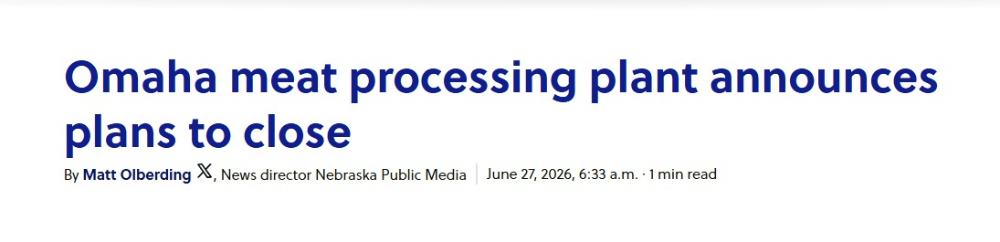 Omaha meat processing plant announces
plans to close
By Matt Olberding 𝕏, News director Nebraska Public Media | June 27, 2026, 6:33 a.m. · 1 min read